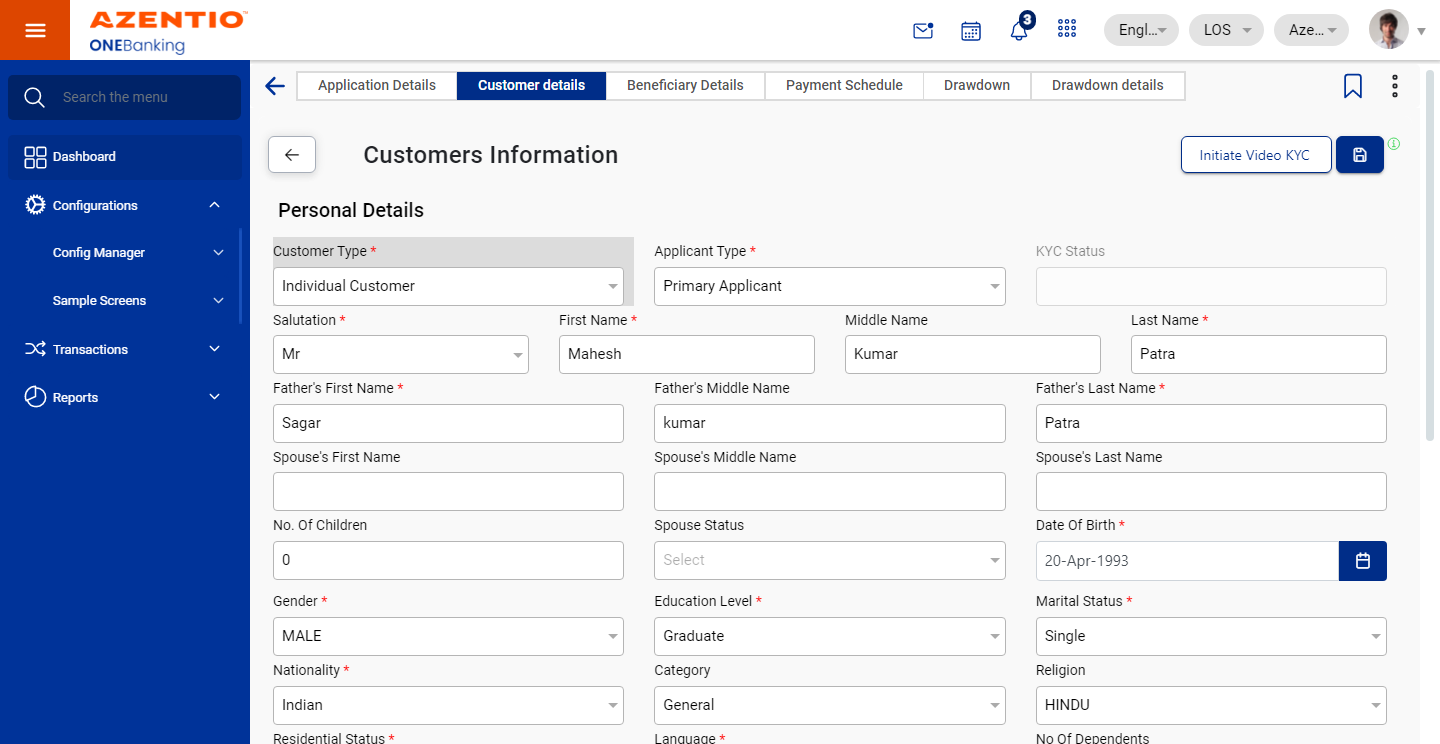 AZENTIO™
ONEBanking
3
Engl...
LOS
Aze...
Search the menu
Dashboard
Configurations
Config Manager
Sample Screens
Transactions
Reports
Application Details
Customer details
Beneficiary Details
Payment Schedule
Drawdown
Drawdown details
Customers Information
Initiate Video KYC
Personal Details
Customer Type *
Applicant Type *
KYC Status
Individual Customer
Primary Applicant
Salutation *
First Name *
Middle Name
Last Name *
Mr
Mahesh
Kumar
Patra
Father's First Name *
Father's Middle Name
Father's Last Name *
Sagar
kumar
Patra
Spouse's First Name
Spouse's Middle Name
Spouse's Last Name
No. Of Children
Spouse Status
Date Of Birth *
0
Select
20-Apr-1993
Gender *
Education Level *
Marital Status *
MALE
Graduate
Single
Nationality *
Category
Religion
Indian
General
HINDU
Residential Status *
Language *
No Of Dependents